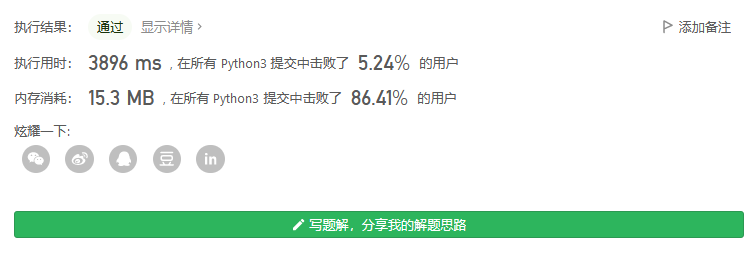 执行结果： 通过 显示详情 › 添加备注
执行用时： 3896 ms , 在所有 Python3 提交中击败了 5.24% 的用户
内存消耗： 15.3 MB , 在所有 Python3 提交中击败了 86.41% 的用户
炫耀一下:
豆 in
写题解，分享我的解题思路